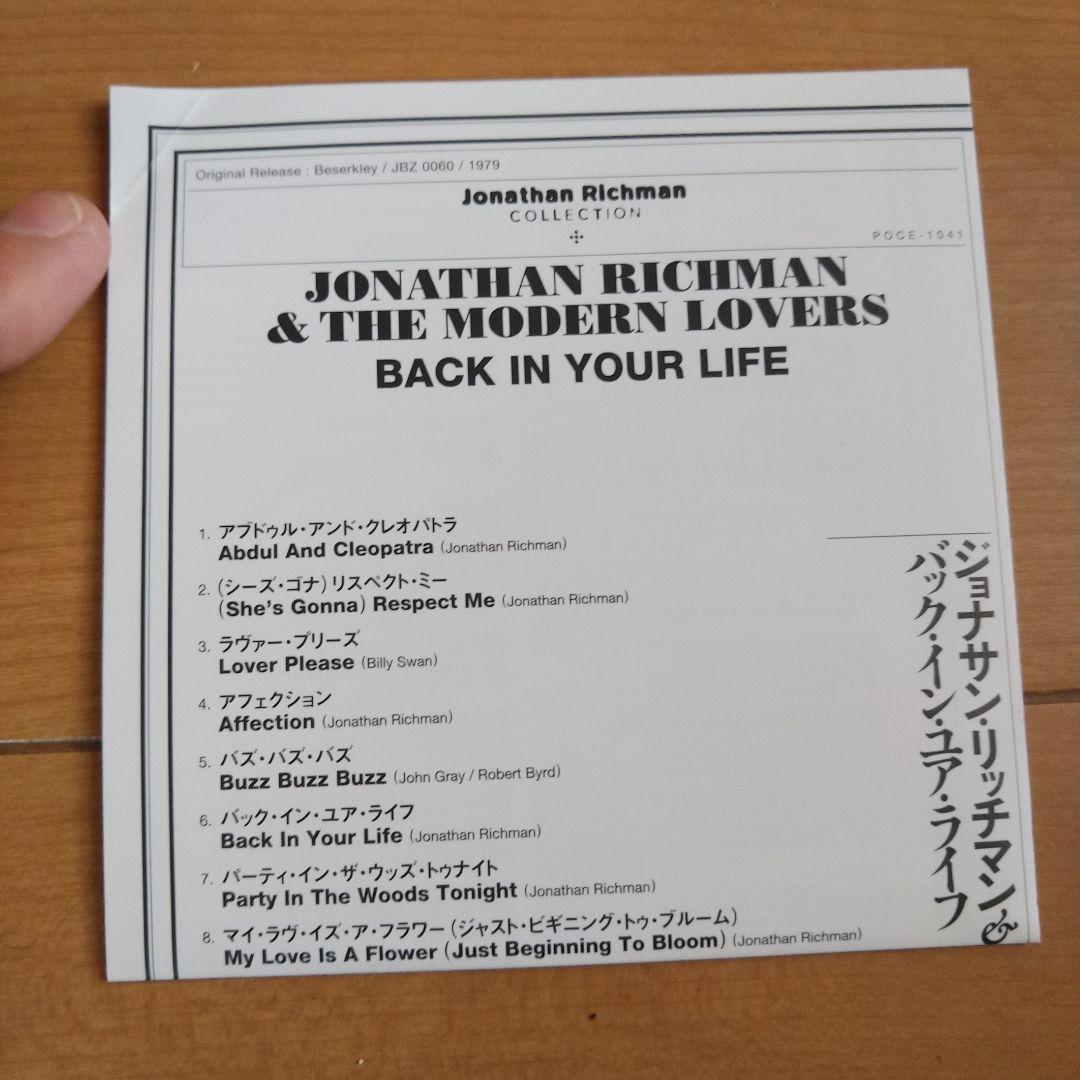 Original Release : Beserkley / JBZ 0060 / 1979
Jonathan Richman
COLLECTION
POCE-1041
JONATHAN RICHMAN
& THE MODERN LOVERS
BACK IN YOUR LIFE
1. アブドゥル・アンド・クレオパトラ
Abdul And Cleopatra (Jonathan Richman)
2. (シーズ・ゴナ) リスペクト・ミー
(She's Gonna) Respect Me (Jonathan Richman)
3. ラヴァー・プリーズ
Lover Please (Billy Swan)
4. アフェクション
Affection (Jonathan Richman)
5. バズ・バズ・バズ
Buzz Buzz Buzz (John Gray / Robert Byrd)
6. バック・イン・ユア・ライフ
Back In Your Life (Jonathan Richman)
7. パーティ・イン・ザ・ウッズ・トゥナイト
Party In The Woods Tonight (Jonathan Richman)
8. マイ・ラヴ・イズ・ア・フラワー (ジャスト・ビギニング・トゥ・ブルーム)
My Love Is A Flower (Just Beginning To Bloom) (Jonathan Richman)
ジョナサン・リッチマン&
バック・イン・ユア・ライフ